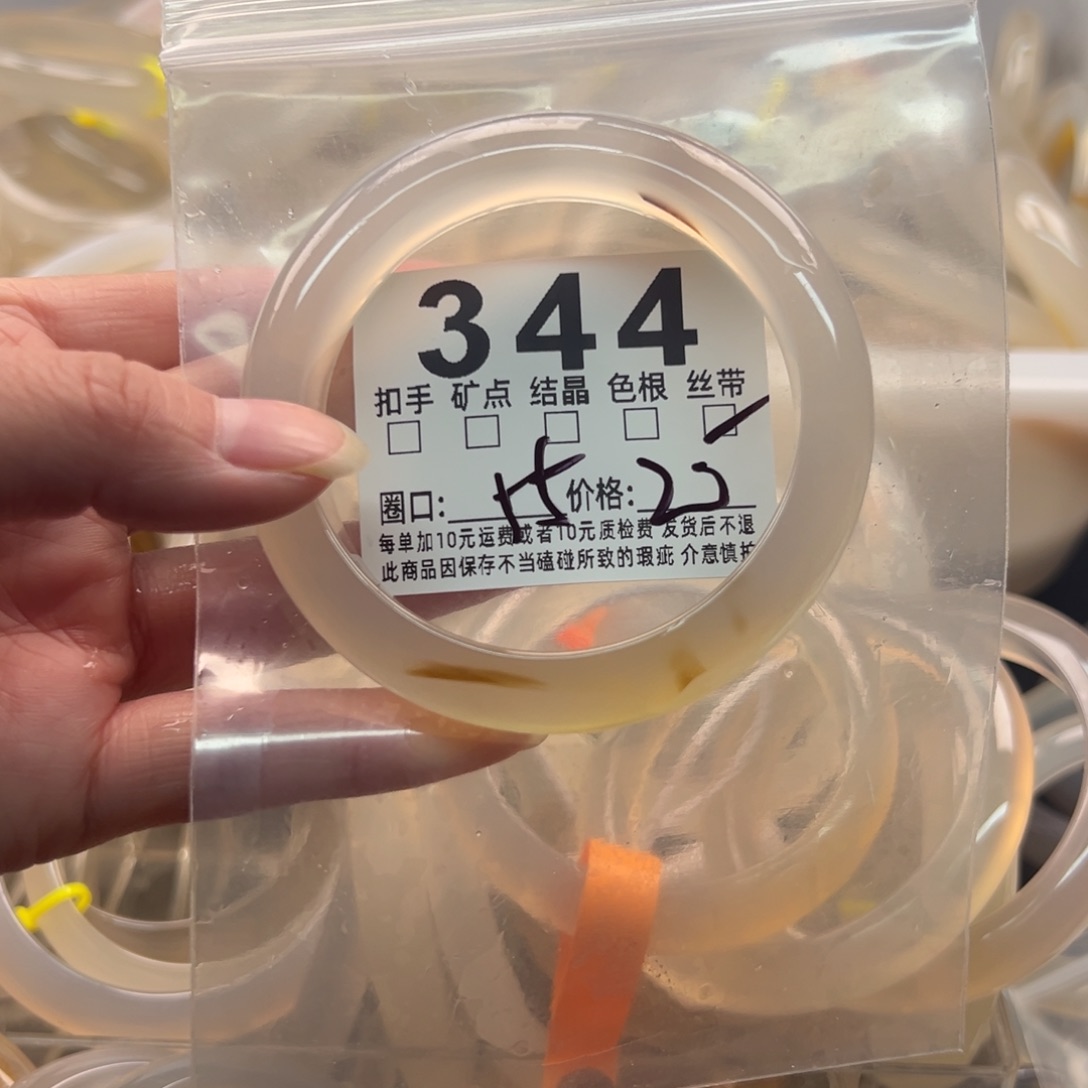 344
扣手 矿点 结晶 色根 丝带
圈口: 价格:
每单加10元运费或者10元质检费 发货后不退
此商品因保存不当磕碰所致的瑕疵 介意慎拍